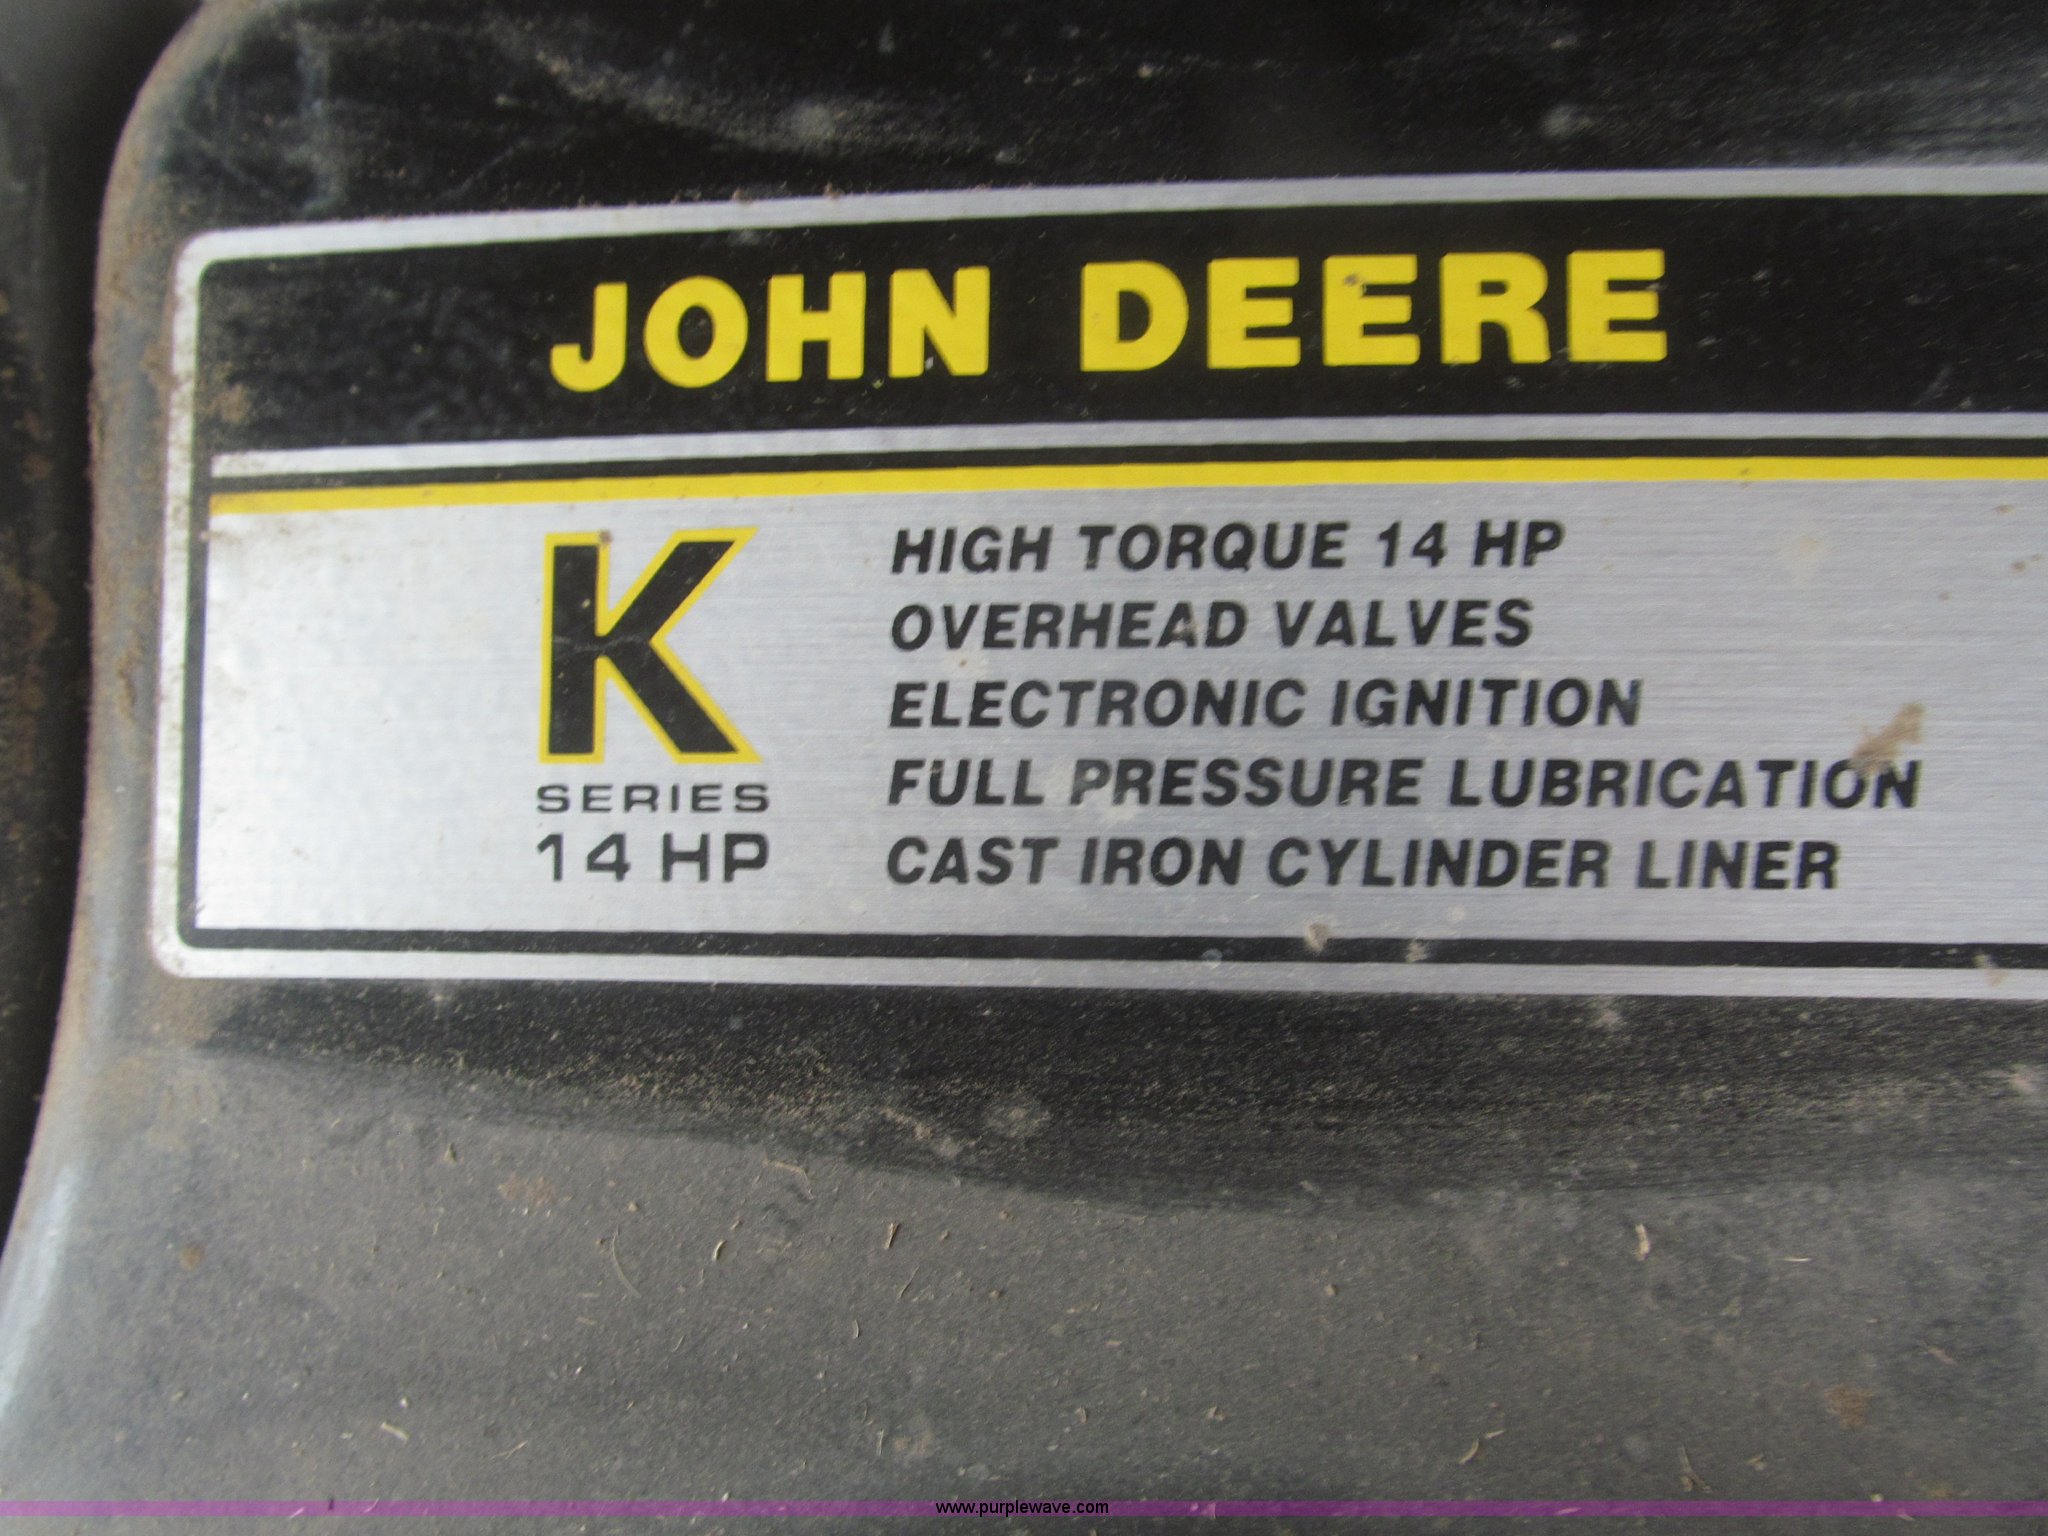 JOHN DEERE
K
SERIES
14 HP
HIGH TORQUE 14 HP
OVERHEAD VALVES
ELECTRONIC IGNITION
FULL PRESSURE LUBRICATION
CAST IRON CYLINDER LINER
www.purplewave.com